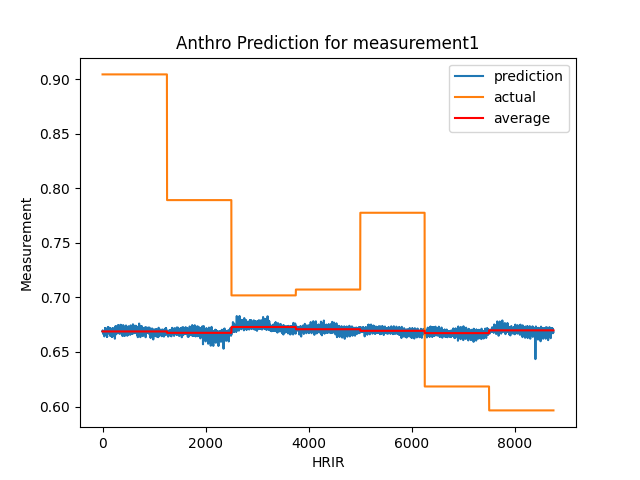 Anthro Prediction for measurement1
prediction
actual
average
Measurement
0.90
0.85
0.80
0.75
0.70
0.65
0.60
0
2000
4000
6000
8000
HRIR